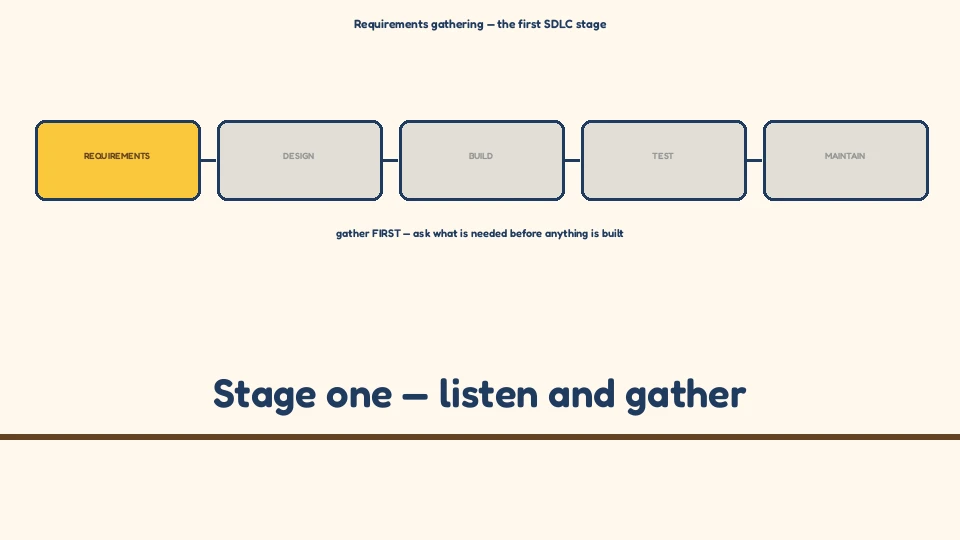 Requirements gathering — the first SDLC stage
REQUIREMENTS
DESIGN
BUILD
TEST
MAINTAIN
gather FIRST — ask what is needed before anything is built
Stage one — listen and gather